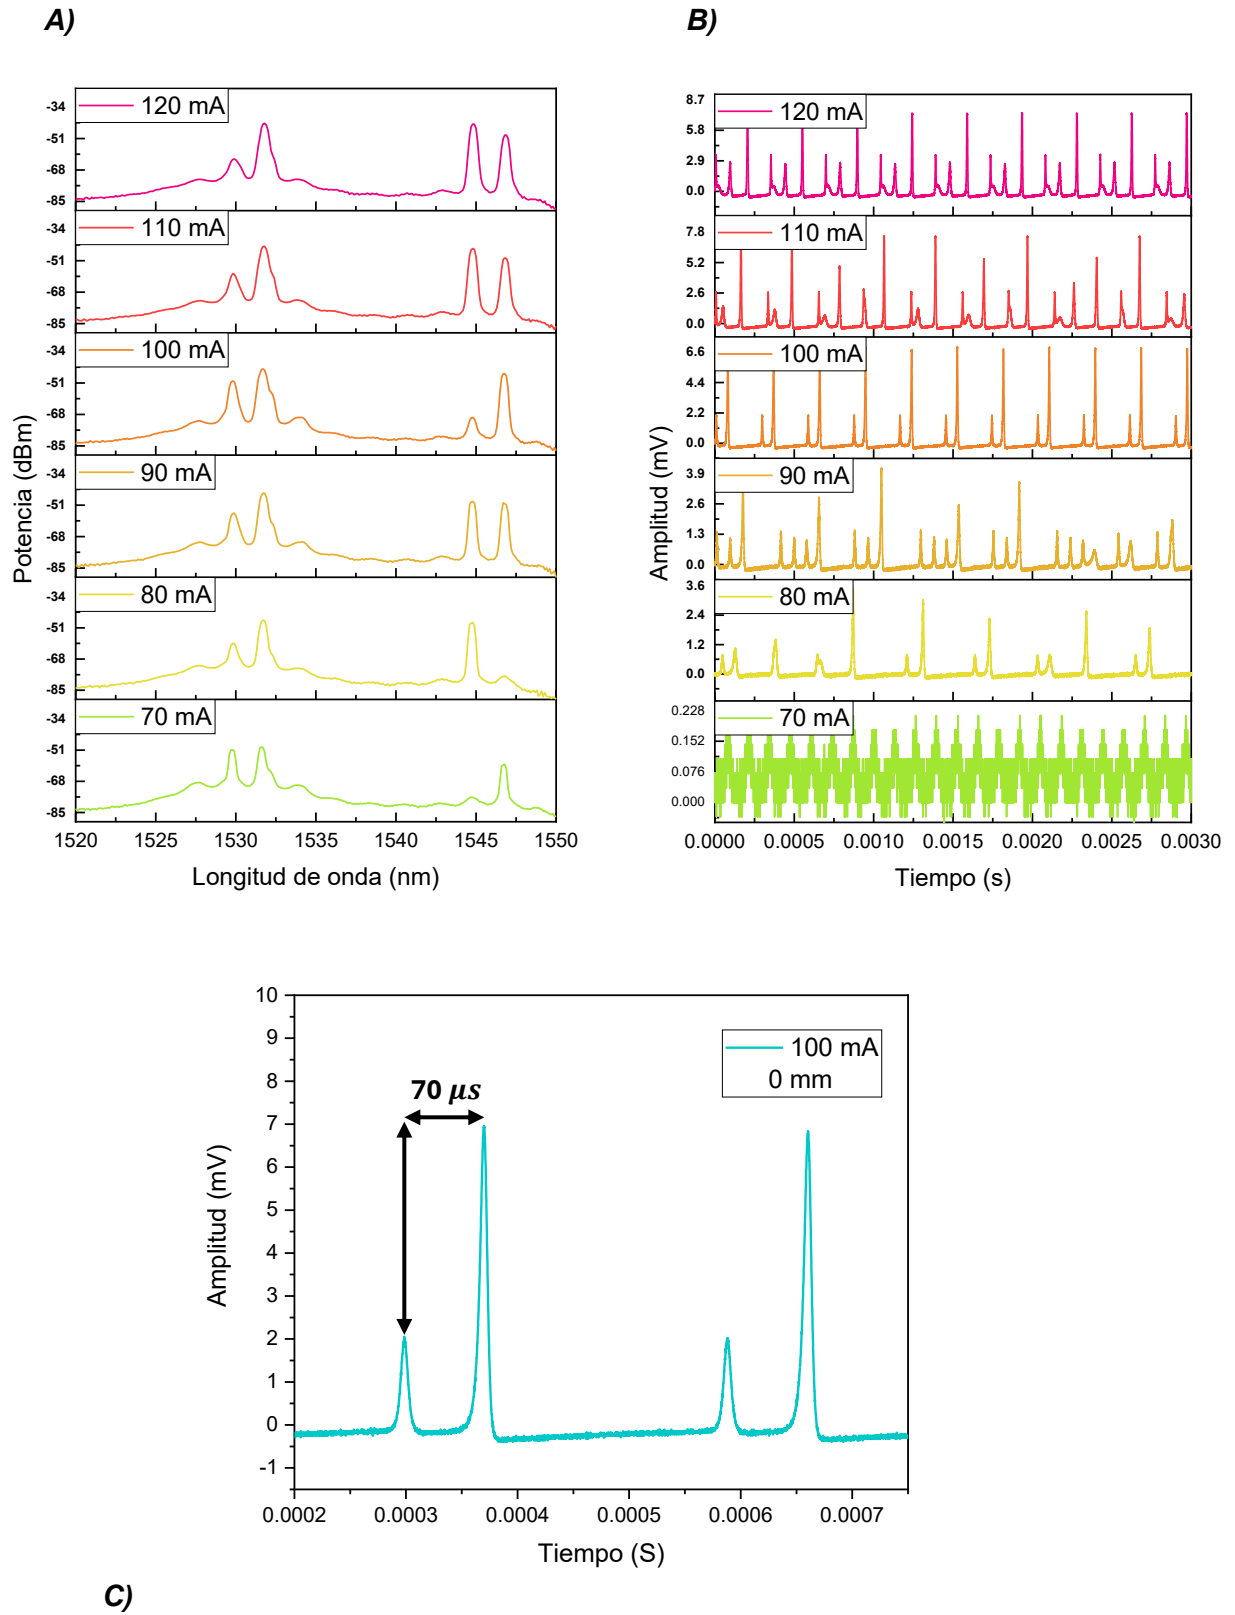 A)
B)
120 mA
-34
-51
-68
-85
110 mA
-34
-51
-68
-85
100 mA
-34
-51
-68
-85
90 mA
-34
-51
-68
-85
80 mA
-34
-51
-68
-85
70 mA
-34
-51
-68
-85
1520 1525 1530 1535 1540 1545 1550
Longitud de onda (nm)
Potencia (dBm)
120 mA
8.7
5.8
2.9
0.0
110 mA
7.8
5.2
2.6
0.0
100 mA
6.6
4.4
2.2
0.0
90 mA
3.9
2.6
1.3
0.0
80 mA
3.6
2.4
1.2
0.0
70 mA
0.228
0.152
0.076
0.000
0.0000 0.0005 0.0010 0.0015 0.0020 0.0025 0.0030
Tiempo (s)
Amplitud (mV)
10
9
8
7
6
5
4
3
2
1
0
-1
100 mA
0 mm
70 μs
0.0002 0.0003 0.0004 0.0005 0.0006 0.0007
Tiempo (S)
Amplitud (mV)
C)